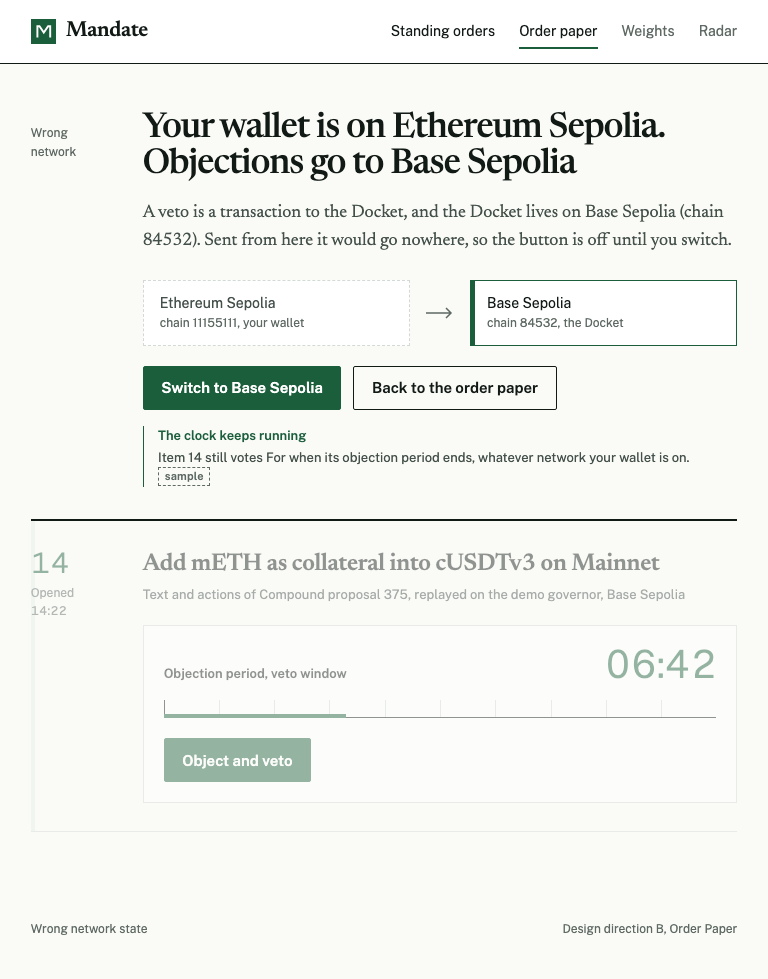 M Mandate
Standing orders Order paper Weights Radar
Wrong
network
Your wallet is on Ethereum Sepolia.
Objections go to Base Sepolia
A veto is a transaction to the Docket, and the Docket lives on Base Sepolia (chain
84532). Sent from here it would go nowhere, so the button is off until you switch.
Ethereum Sepolia
chain 11155111, your wallet
Base Sepolia
chain 84532, the Docket
Switch to Base Sepolia
Back to the order paper
The clock keeps running
Item 14 still votes For when its objection period ends, whatever network your wallet is on.
sample
14
Opened
14:22
Add mETH as collateral into cUSDTv3 on Mainnet
Text and actions of Compound proposal 375, replayed on the demo governor, Base Sepolia
Objection period, veto window
06:42
Object and veto
Wrong network state
Design direction B, Order Paper